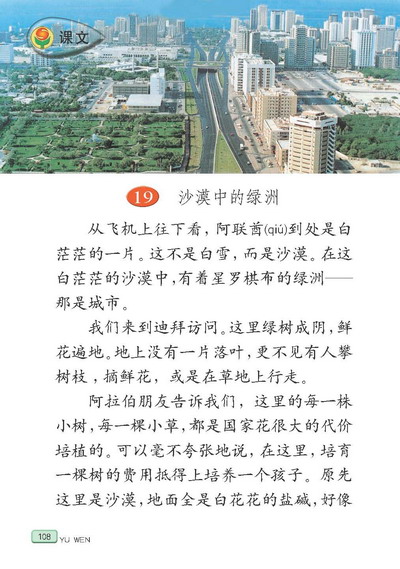 课文
19 沙漠中的绿洲
从飞机上往下看，阿联酋(qiú)到处是白
茫茫的一片。这不是白雪，而是沙漠。在这
白茫茫的沙漠中，有着星罗棋布的绿洲——
那是城市。
我们来到迪拜访问。这里绿树成阴，鲜
花遍地。地上没有一片落叶，更不见有人攀
树枝，摘鲜花，或是在草地上行走。
阿拉伯朋友告诉我们，这里的每一株
小树，每一棵小草，都是国家花很大的代价
培植的。可以毫不夸张地说，在这里，培育
一棵树的费用抵得上培养一个孩子。原先
这里是沙漠，地面全是白花花的盐碱，好像
108 YU WEN